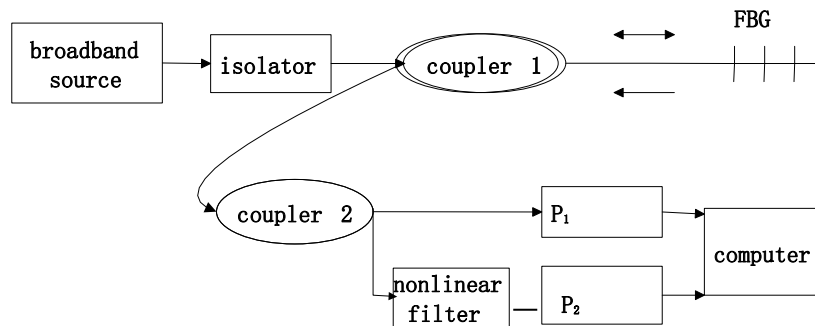 FBG
broadband
source
isolator
coupler 1
coupler 2
P₁
computer
nonlinear
filter
P₂